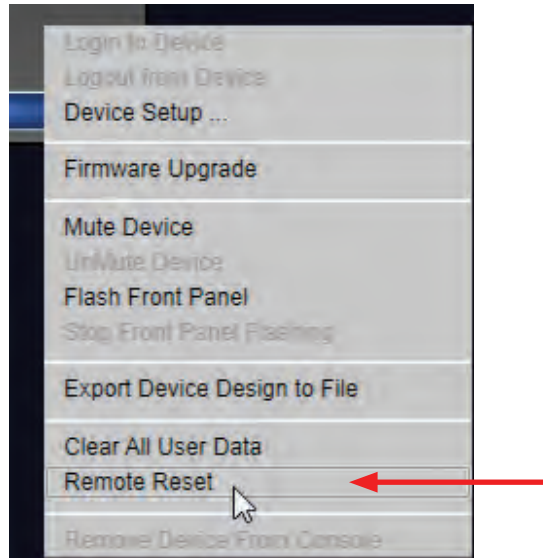 Login to Device
Logout from Device
Device Setup ...
Firmware Upgrade
Mute Device
UnMute Device
Flash Front Panel
Stop Front Panel Flashing
Export Device Design to File
Clear All User Data
Remote Reset
Remove Device From Console